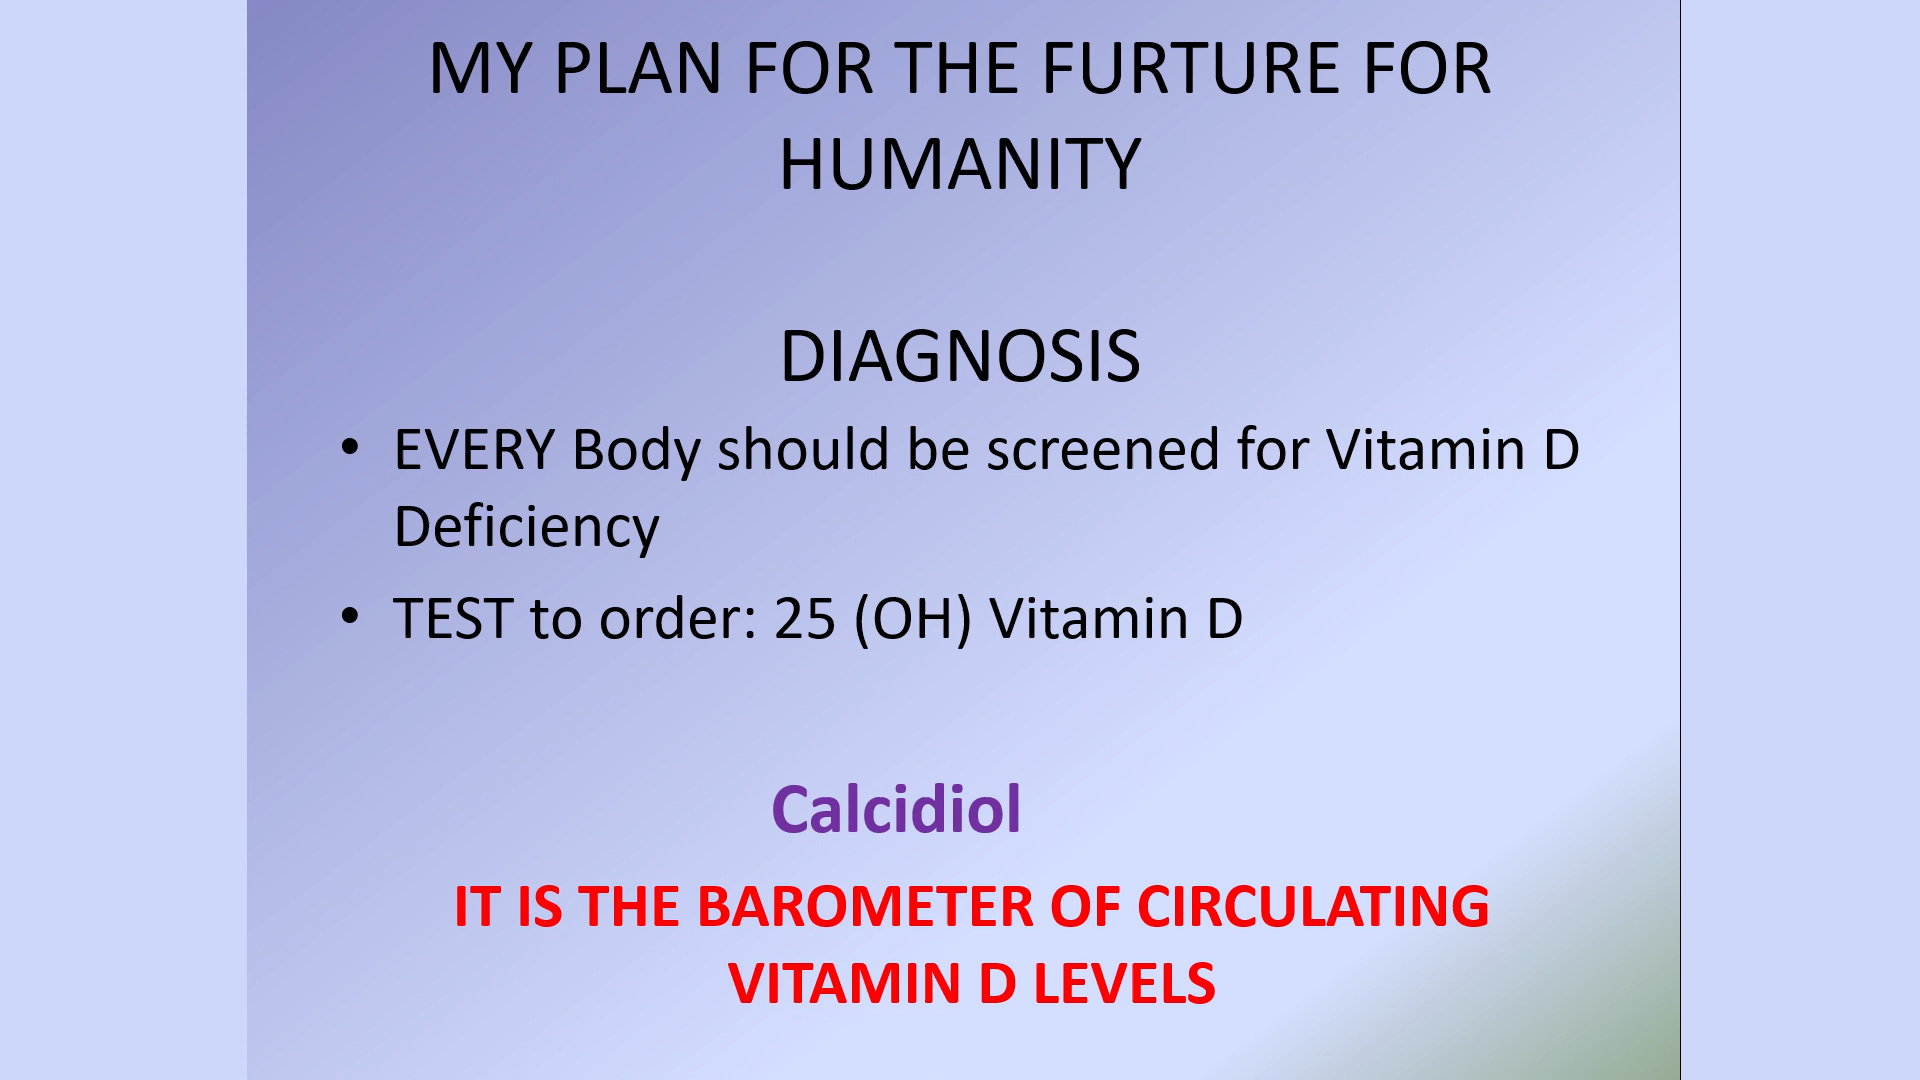 MY PLAN FOR THE FURTURE FOR
HUMANITY
DIAGNOSIS
• EVERY Body should be screened for Vitamin D
Deficiency
• TEST to order: 25 (OH) Vitamin D
Calcidiol
IT IS THE BAROMETER OF CIRCULATING
VITAMIN D LEVELS